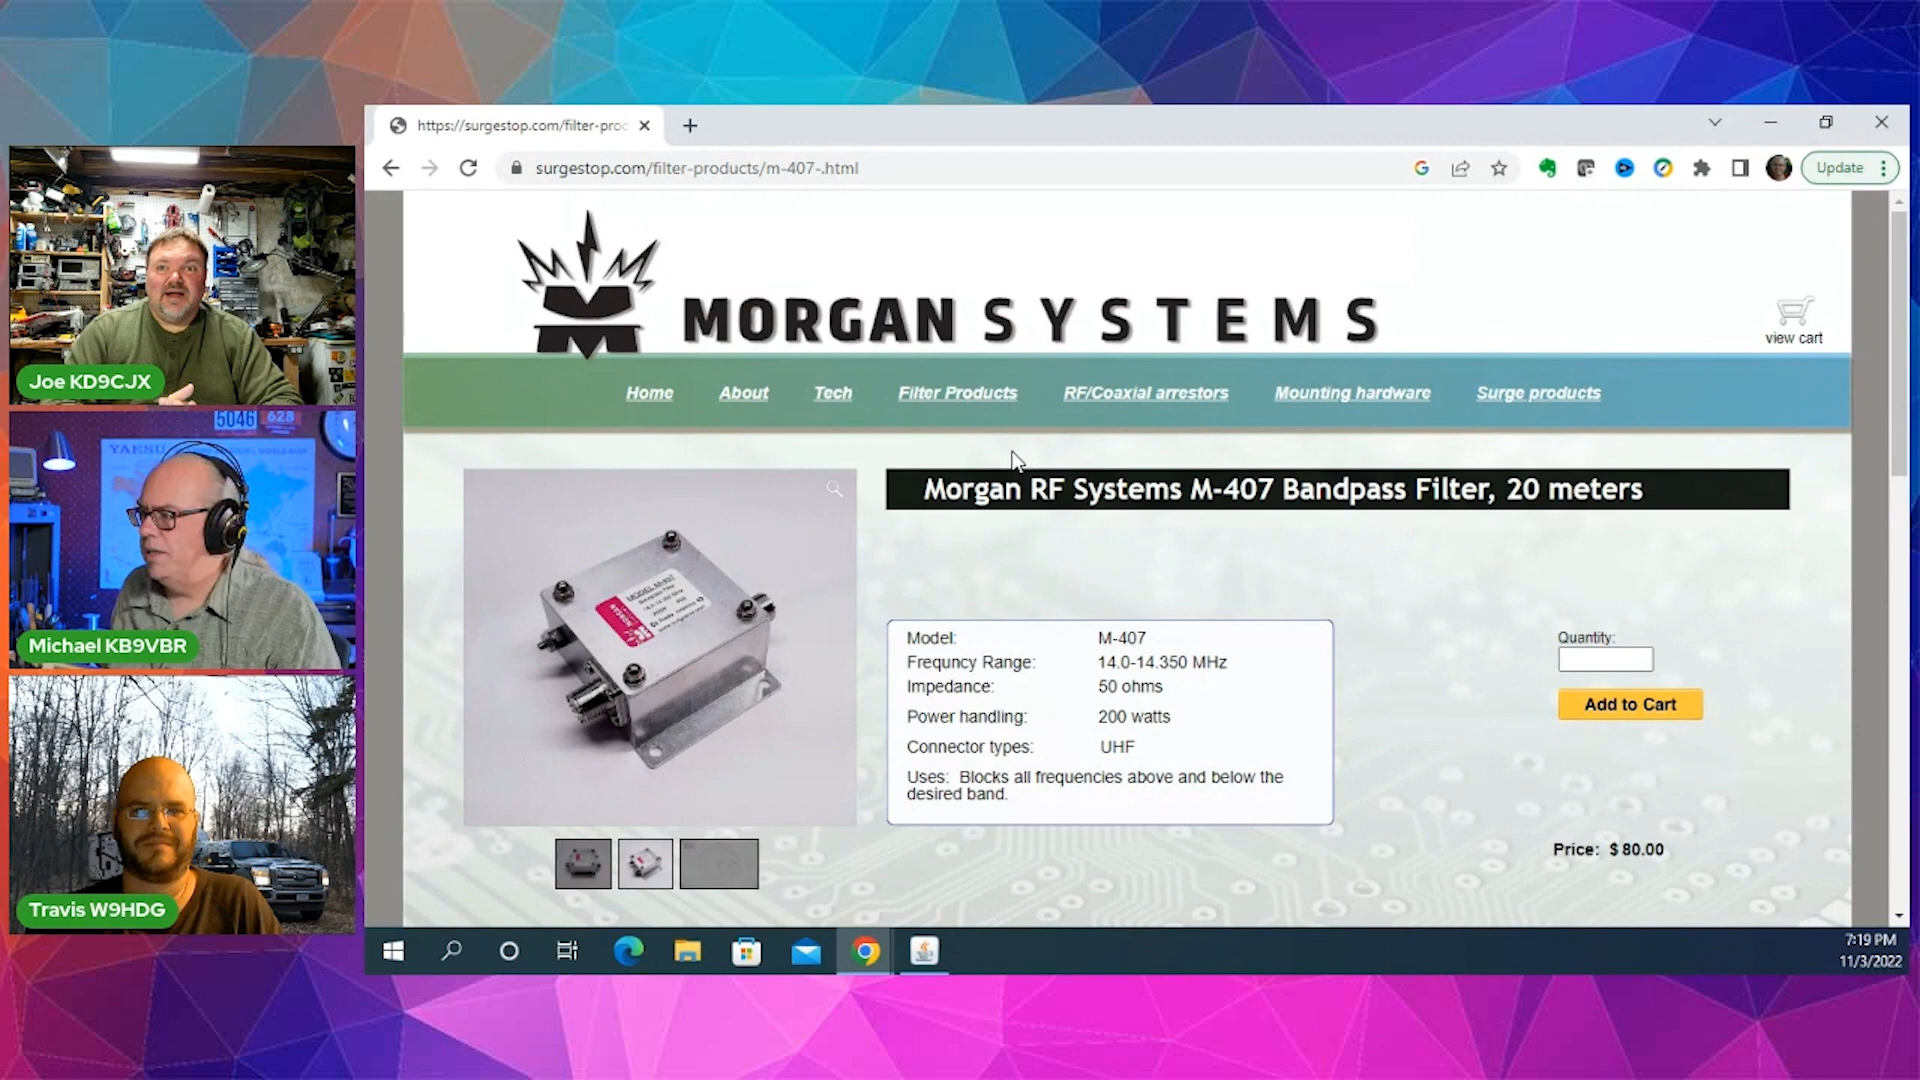 https://surgestop.com/filter-proc
surgestop.com/filter-products/m-407-.html
Update
MORGAN SYSTEMS
view cart
Home About Tech Filter Products RF/Coaxial arrestors Mounting hardware Surge products
Morgan RF Systems M-407 Bandpass Filter, 20 meters
Model: M-407
Frequncy Range: 14.0-14.350 MHz
Impedance: 50 ohms
Power handling: 200 watts
Connector types: UHF
Uses: Blocks all frequencies above and below the
desired band.
Quantity:
Add to Cart
Price: $ 80.00
7:19 PM
11/3/2022
Joe KD9CJX
5046 628
YAESU
Michael KB9VBR
Travis W9HDG
MORGAN